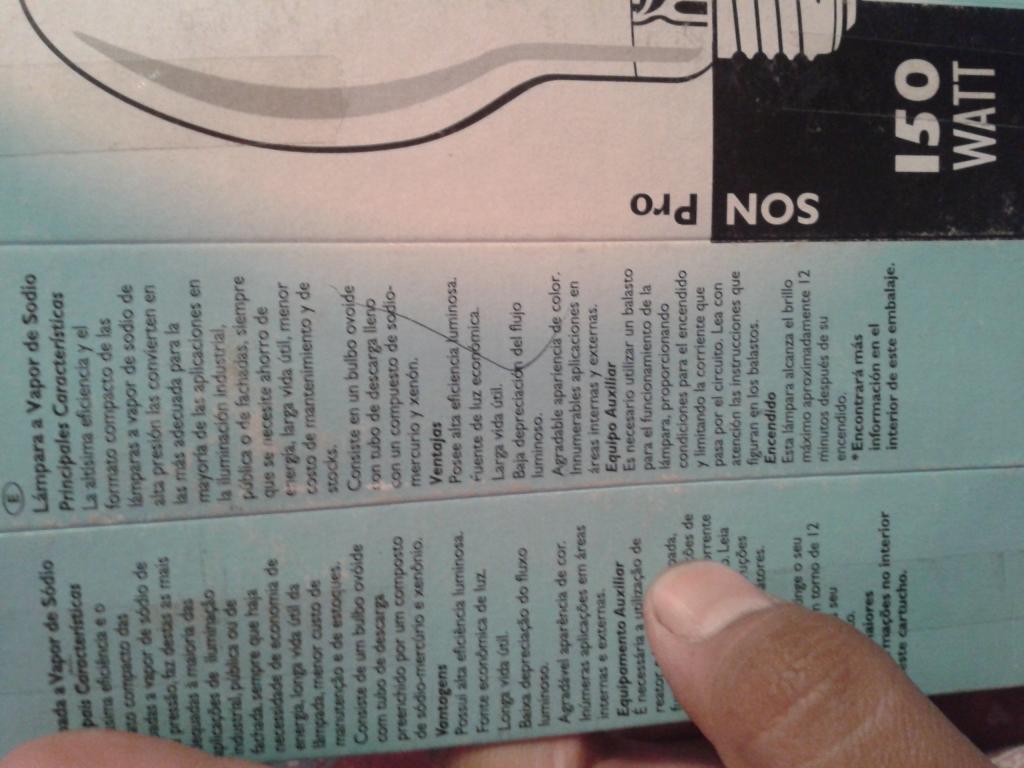 150
WATT
SON
Pro
E
Lámpara a Vapor de Sodio
Principales Características
La altísima eficiencia y el
formato compacto de las
lámparas a vapor de sodio de
alta presión las convierten en
las más adecuada para la
mayoría de las aplicaciones en
la iluminación industrial,
pública o de fachadas, siempre
que se necesite ahorro de
energía, larga vida útil, menor
costo de mantenimiento y de
stocks.
Consiste en un bulbo ovoide
con tubo de descarga lleno
con un compuesto de sodio-
mercurio y xenón.
Ventajas
Posee alta eficiencia luminosa.
Fuente de luz económica.
Larga vida útil.
Baja depreciación del flujo
luminoso.
Agradable apariencia de color.
Innumerables aplicaciones en
áreas internas y externas.
Equipo Auxiliar
Es necesario utilizar un balasto
para el funcionamiento de la
lámpara, proporcionando
condiciones para el encendido
y limitando la corriente que
pasa por el circuito. Lea con
atención las instrucciones que
figuran en los balastos.
Encendido
Esta lámpara alcanza el brillo
máximo aproximadamente 12
minutos después de su
encendido.
*Encontrará más
información en el
interior de este embalaje.
a Vapor de Sódio
Características
eficiência e o
compacto das
a vapor de sódio de
pressão, faz destas as mais
à maioria das
aplicações de iluminação
industrial, pública ou de
fachada, sempre que haja
necessidade de economia de
energia, longa vida útil da
lâmpada, menor custo de
manutenção e de estoques.
Consiste de um bulbo ovóide
com tubo de descarga
preenchido por um composto
de sódio-mercúrio e xenônio.
Vantagens
Possui alta eficiência luminosa.
Fonte econômica de luz.
Longa vida útil.
Baixa depreciação do fluxo
luminoso.
Agradável aparência de cor.
Inúmeras aplicações em áreas
internas e externas.
Equipamento Auxiliar
É necessária a utilização de
de
Leia
o seu
torno de 12
seu
no interior
este cartucho.